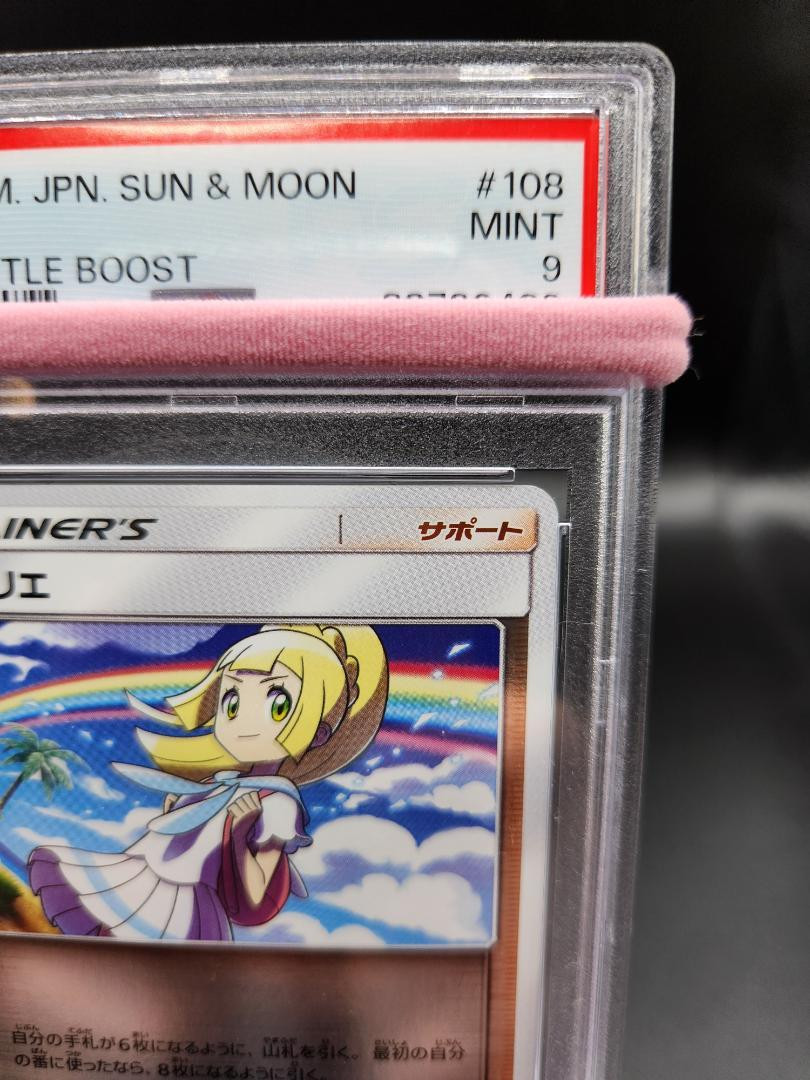 M. JPN. SUN & MOON #108
MINT
TLE BOOST 9
AINER'S サポート
リエ
自分の手札が6枚になるように、山札を引く。最初の自分
の番に使ったなら、8枚になるように引く。